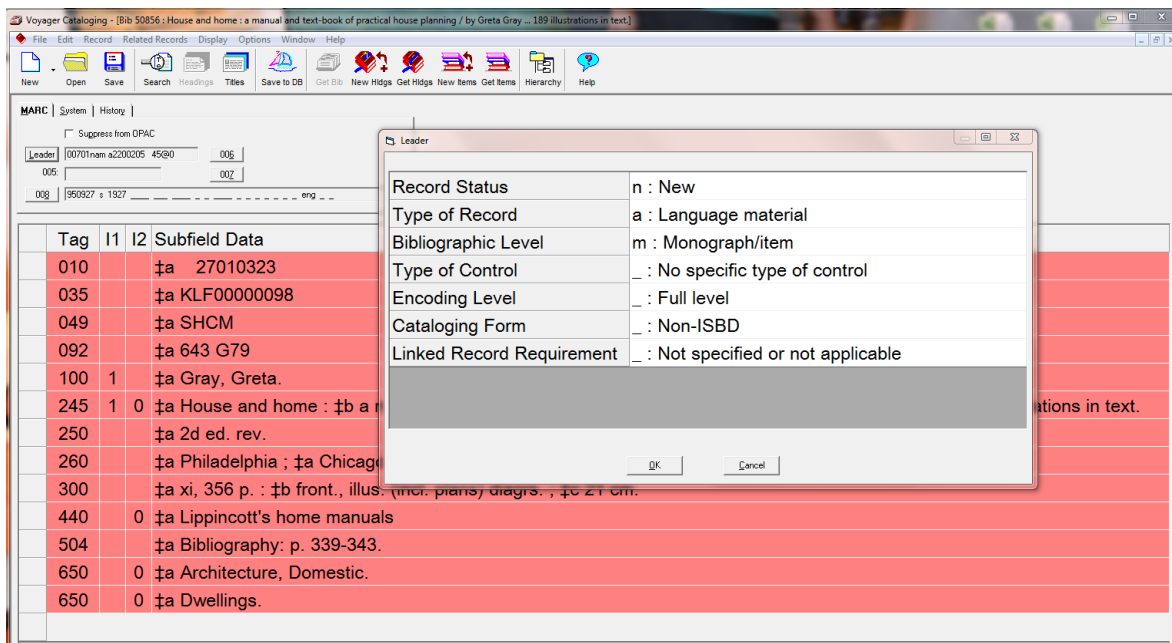 Voyager Cataloging - [Bib 50856 : House and home : a manual and text-book of practical house planning / by Greta Gray ... 189 illustrations in text.]
File Edit Record Related Records Display Options Window Help
New Open Save Search Headings Titles Save to DB Get Bib New Hldgs Get Hldgs New Items Get Items Hierarchy Help
MARC System History
Suppress from OPAC
Leader 00701nam a2200205 45@0 006
005: 007
008 950927 s 1927 ___ __ ___ __ _ _ __ _ _ _ _ _ _ _ eng _ _
Tag I1 I2 Subfield Data
010 ‡a 27010323
035 ‡a KLF00000098
049 ‡a SHCM
092 ‡a 643 G79
100 1 ‡a Gray, Greta.
245 1 0 ‡a House and home : ‡b a ations in text.
250 ‡a 2d ed. rev.
260 ‡a Philadelphia ; ‡a Chicag
300 ‡a xi, 356 p. : ‡b front., illus. (incl. plans) diagrs. ; ‡c 21 cm.
440 0 ‡a Lippincott's home manuals
504 ‡a Bibliography: p. 339-343.
650 0 ‡a Architecture, Domestic.
650 0 ‡a Dwellings.
Leader
Record Status n : New
Type of Record a : Language material
Bibliographic Level m : Monograph/item
Type of Control _ : No specific type of control
Encoding Level _ : Full level
Cataloging Form _ : Non-ISBD
Linked Record Requirement _ : Not specified or not applicable
OK Cancel